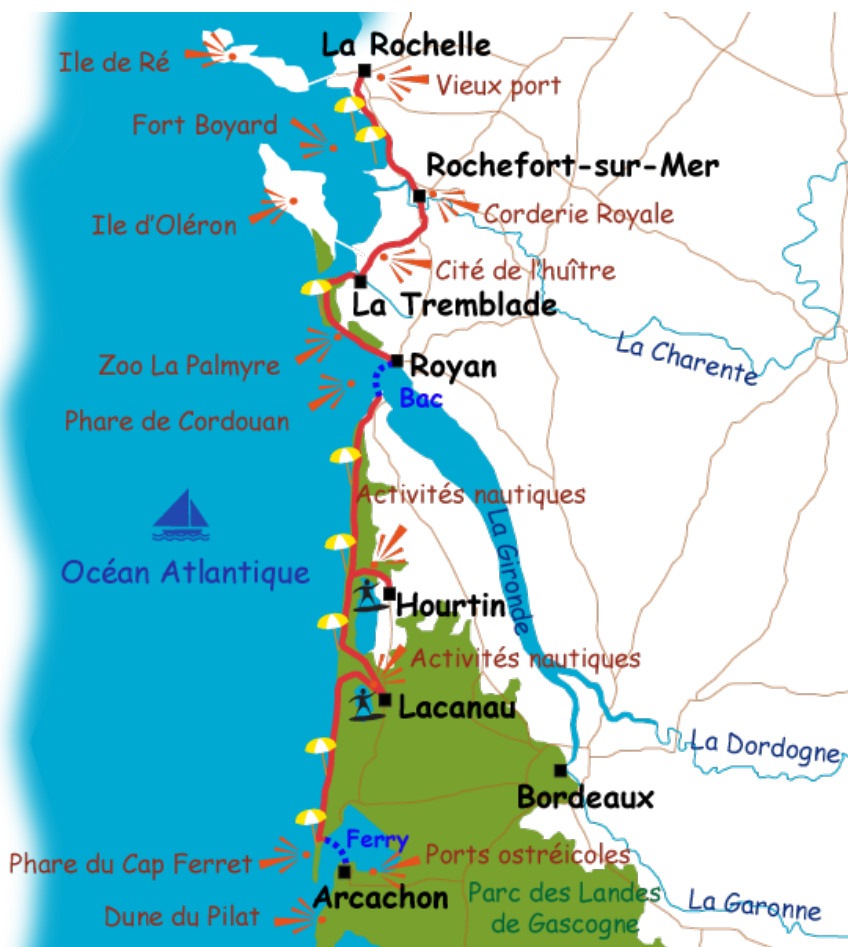 La Rochelle
Ile de Ré
Vieux port
Fort Boyard
Rochefort-sur-Mer
Corderie Royale
Ile d'Oléron
Cité de l'huître
La Tremblade
La Charente
Zoo La Palmyre
Royan
Bac
Phare de Cordouan
Activités nautiques
La Gironde
Océan Atlantique
Hourtin
Activités nautiques
Lacanau
La Dordogne
Bordeaux
Ferry
Phare du Cap Ferret
Ports ostréicoles
Arcachon
Parc des Landes
de Gascogne
La Garonne
Dune du Pilat